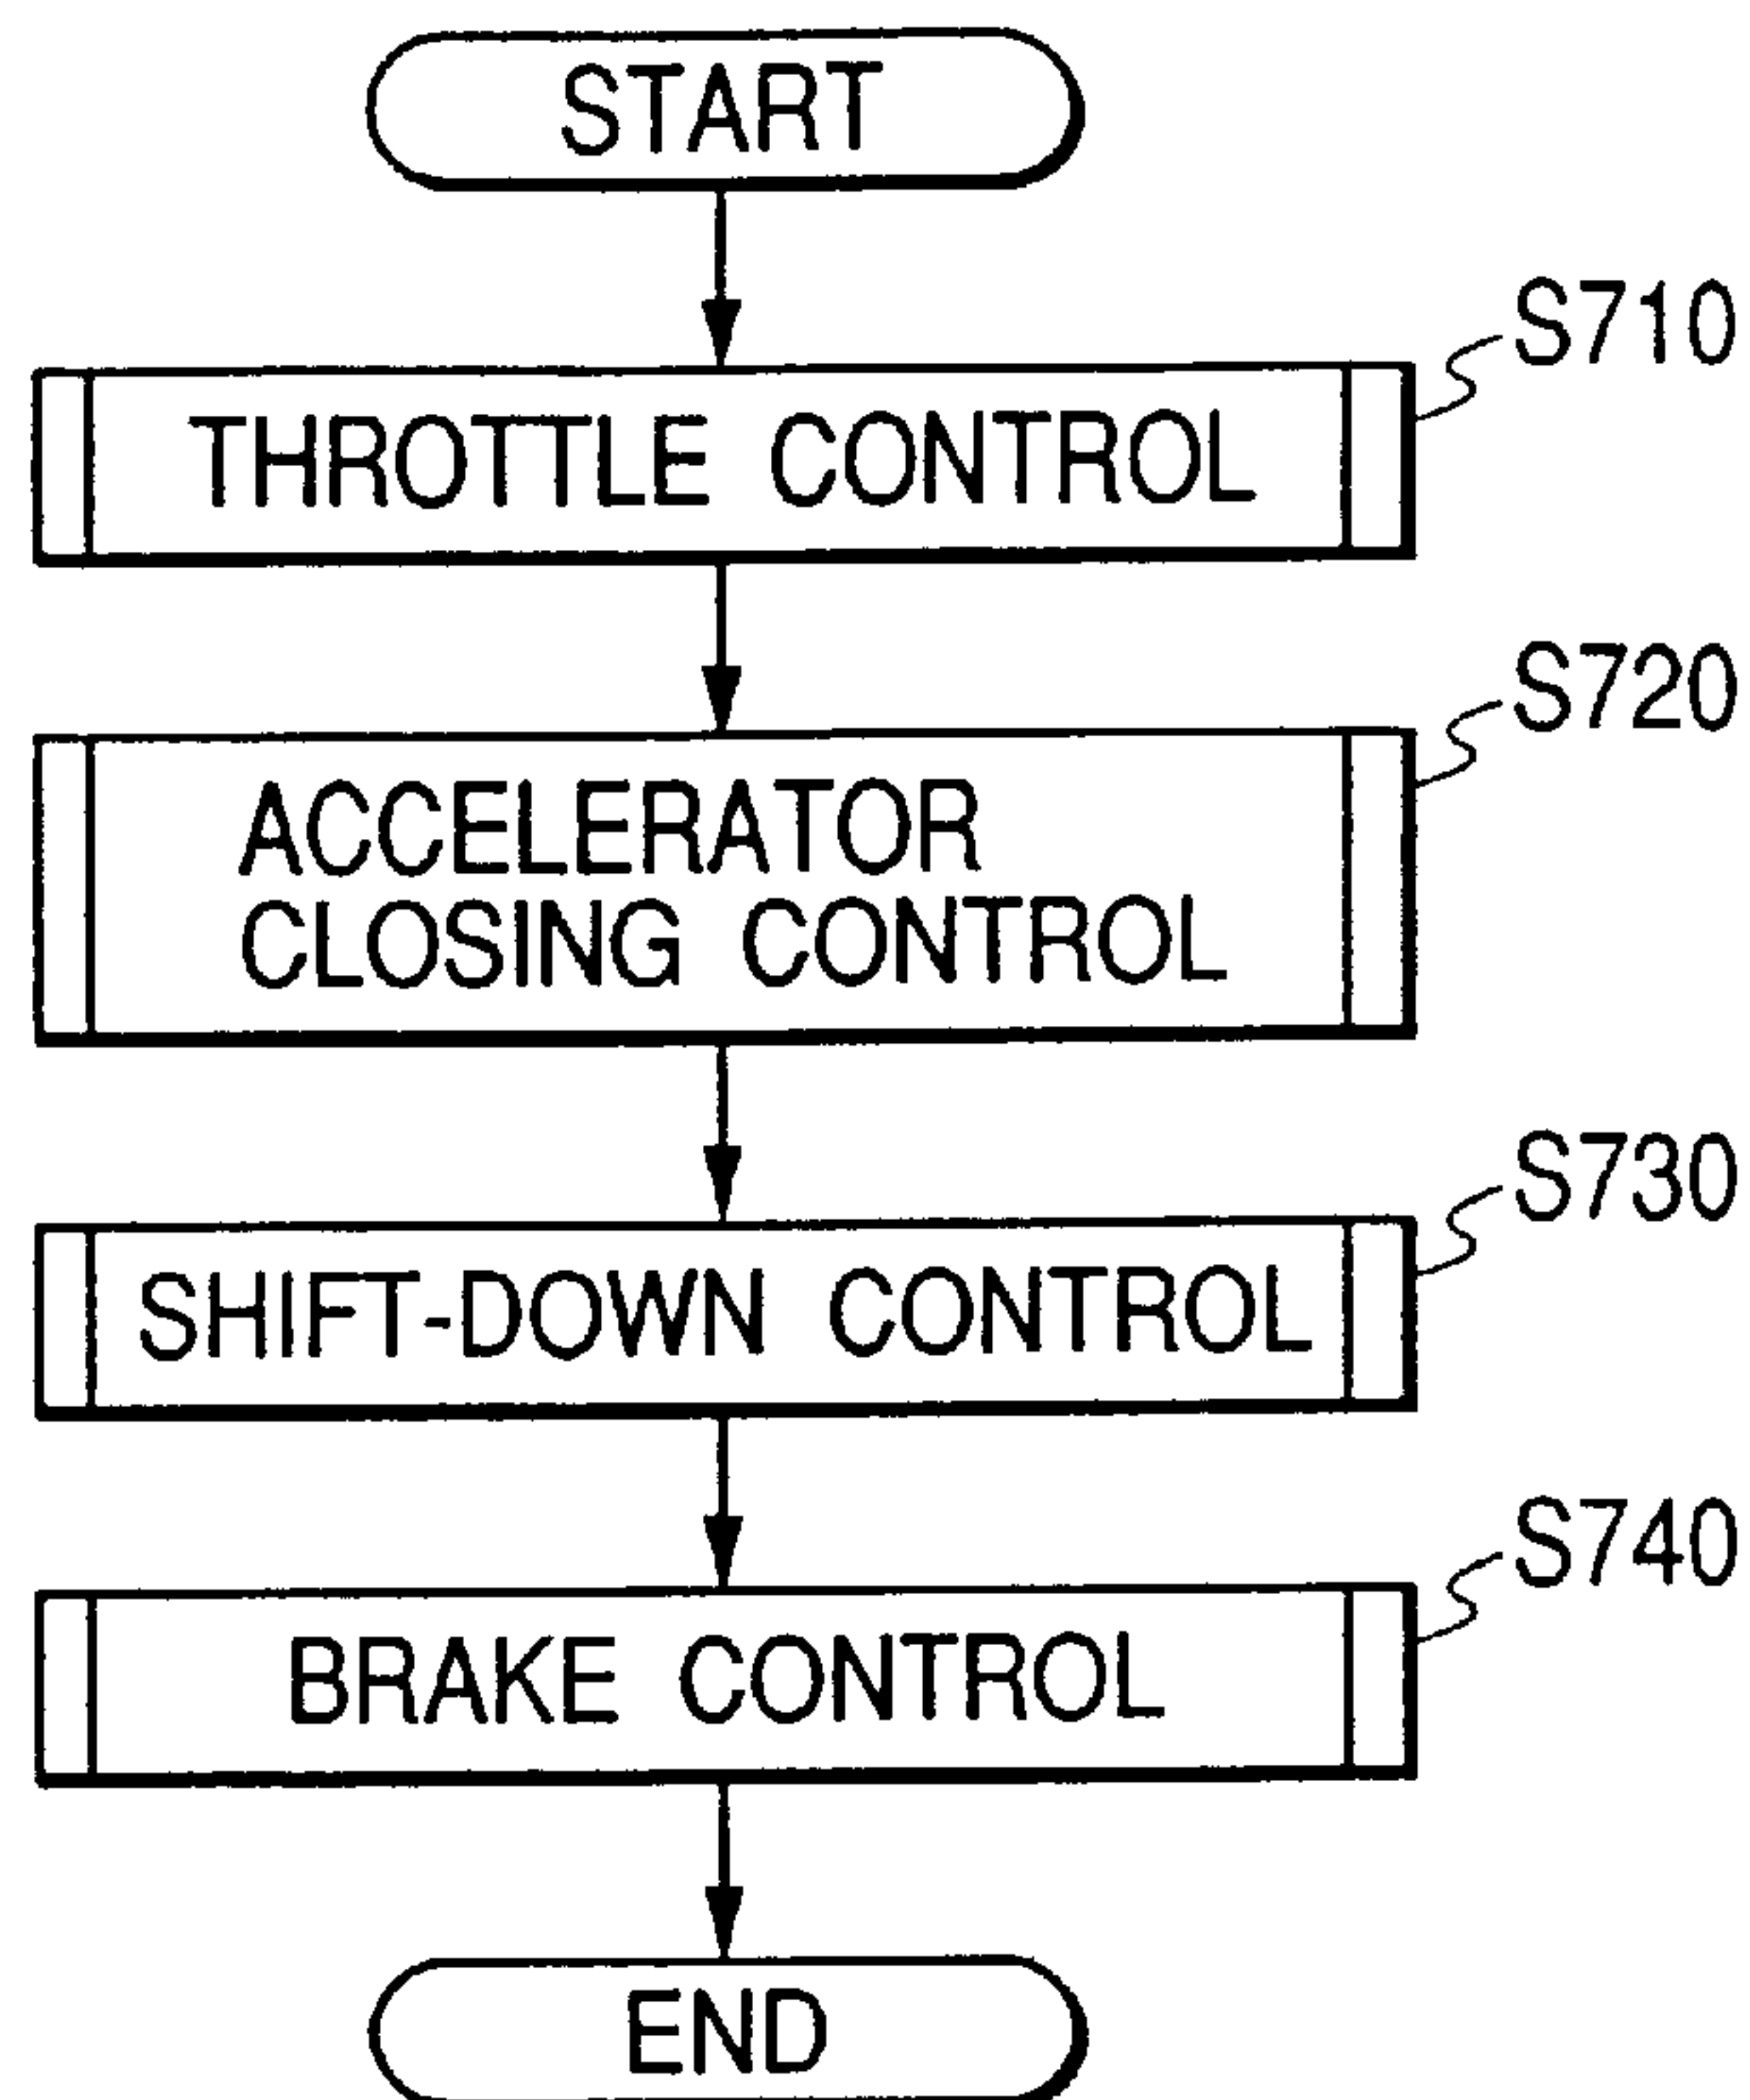 START
S710
THROTTLE CONTROL
S720
ACCELERATOR
CLOSING CONTROL
S730
SHIFT-DOWN CONTROL
S740
BRAKE CONTROL
END